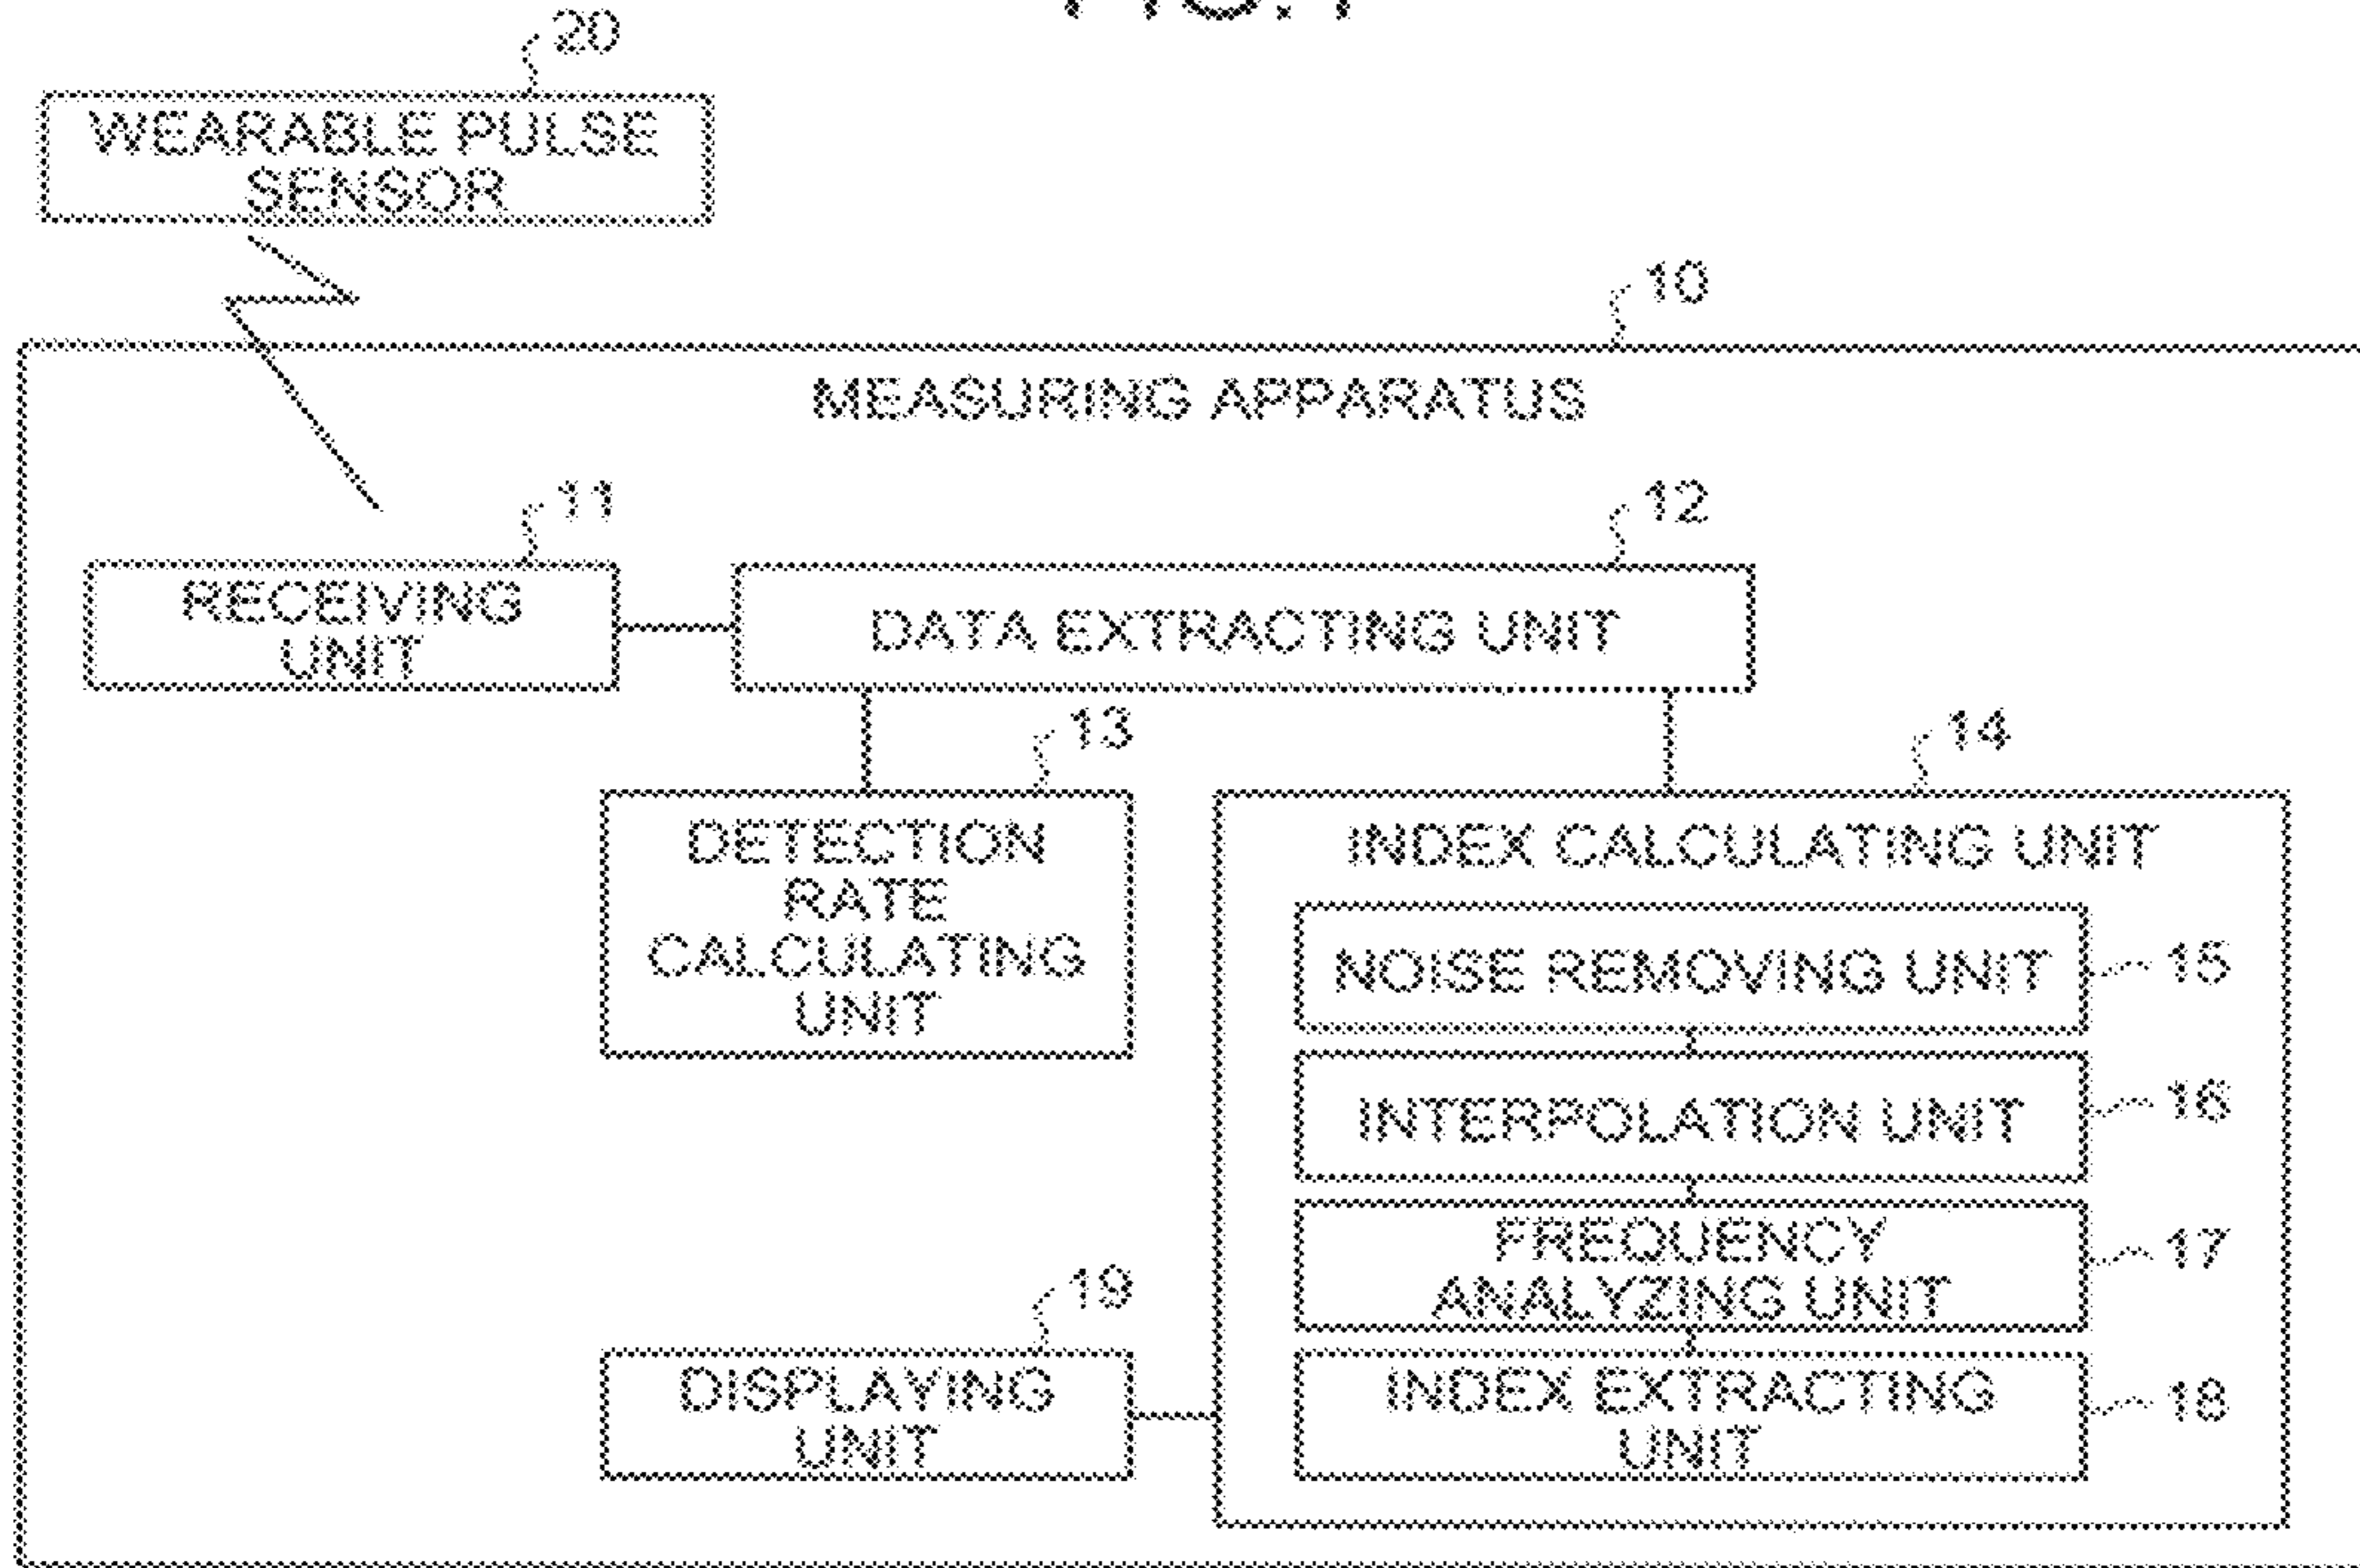 FIG.1
20
WEARABLE PULSE
SENSOR
10
MEASURING APPARATUS
11
12
RECEIVING
UNIT
DATA EXTRACTING UNIT
13
14
DETECTION
RATE
CALCULATING
UNIT
INDEX CALCULATING UNIT
NOISE REMOVING UNIT
15
INTERPOLATION UNIT
16
FREQUENCY
ANALYZING UNIT
17
19
DISPLAYING
UNIT
INDEX EXTRACTING
UNIT
18